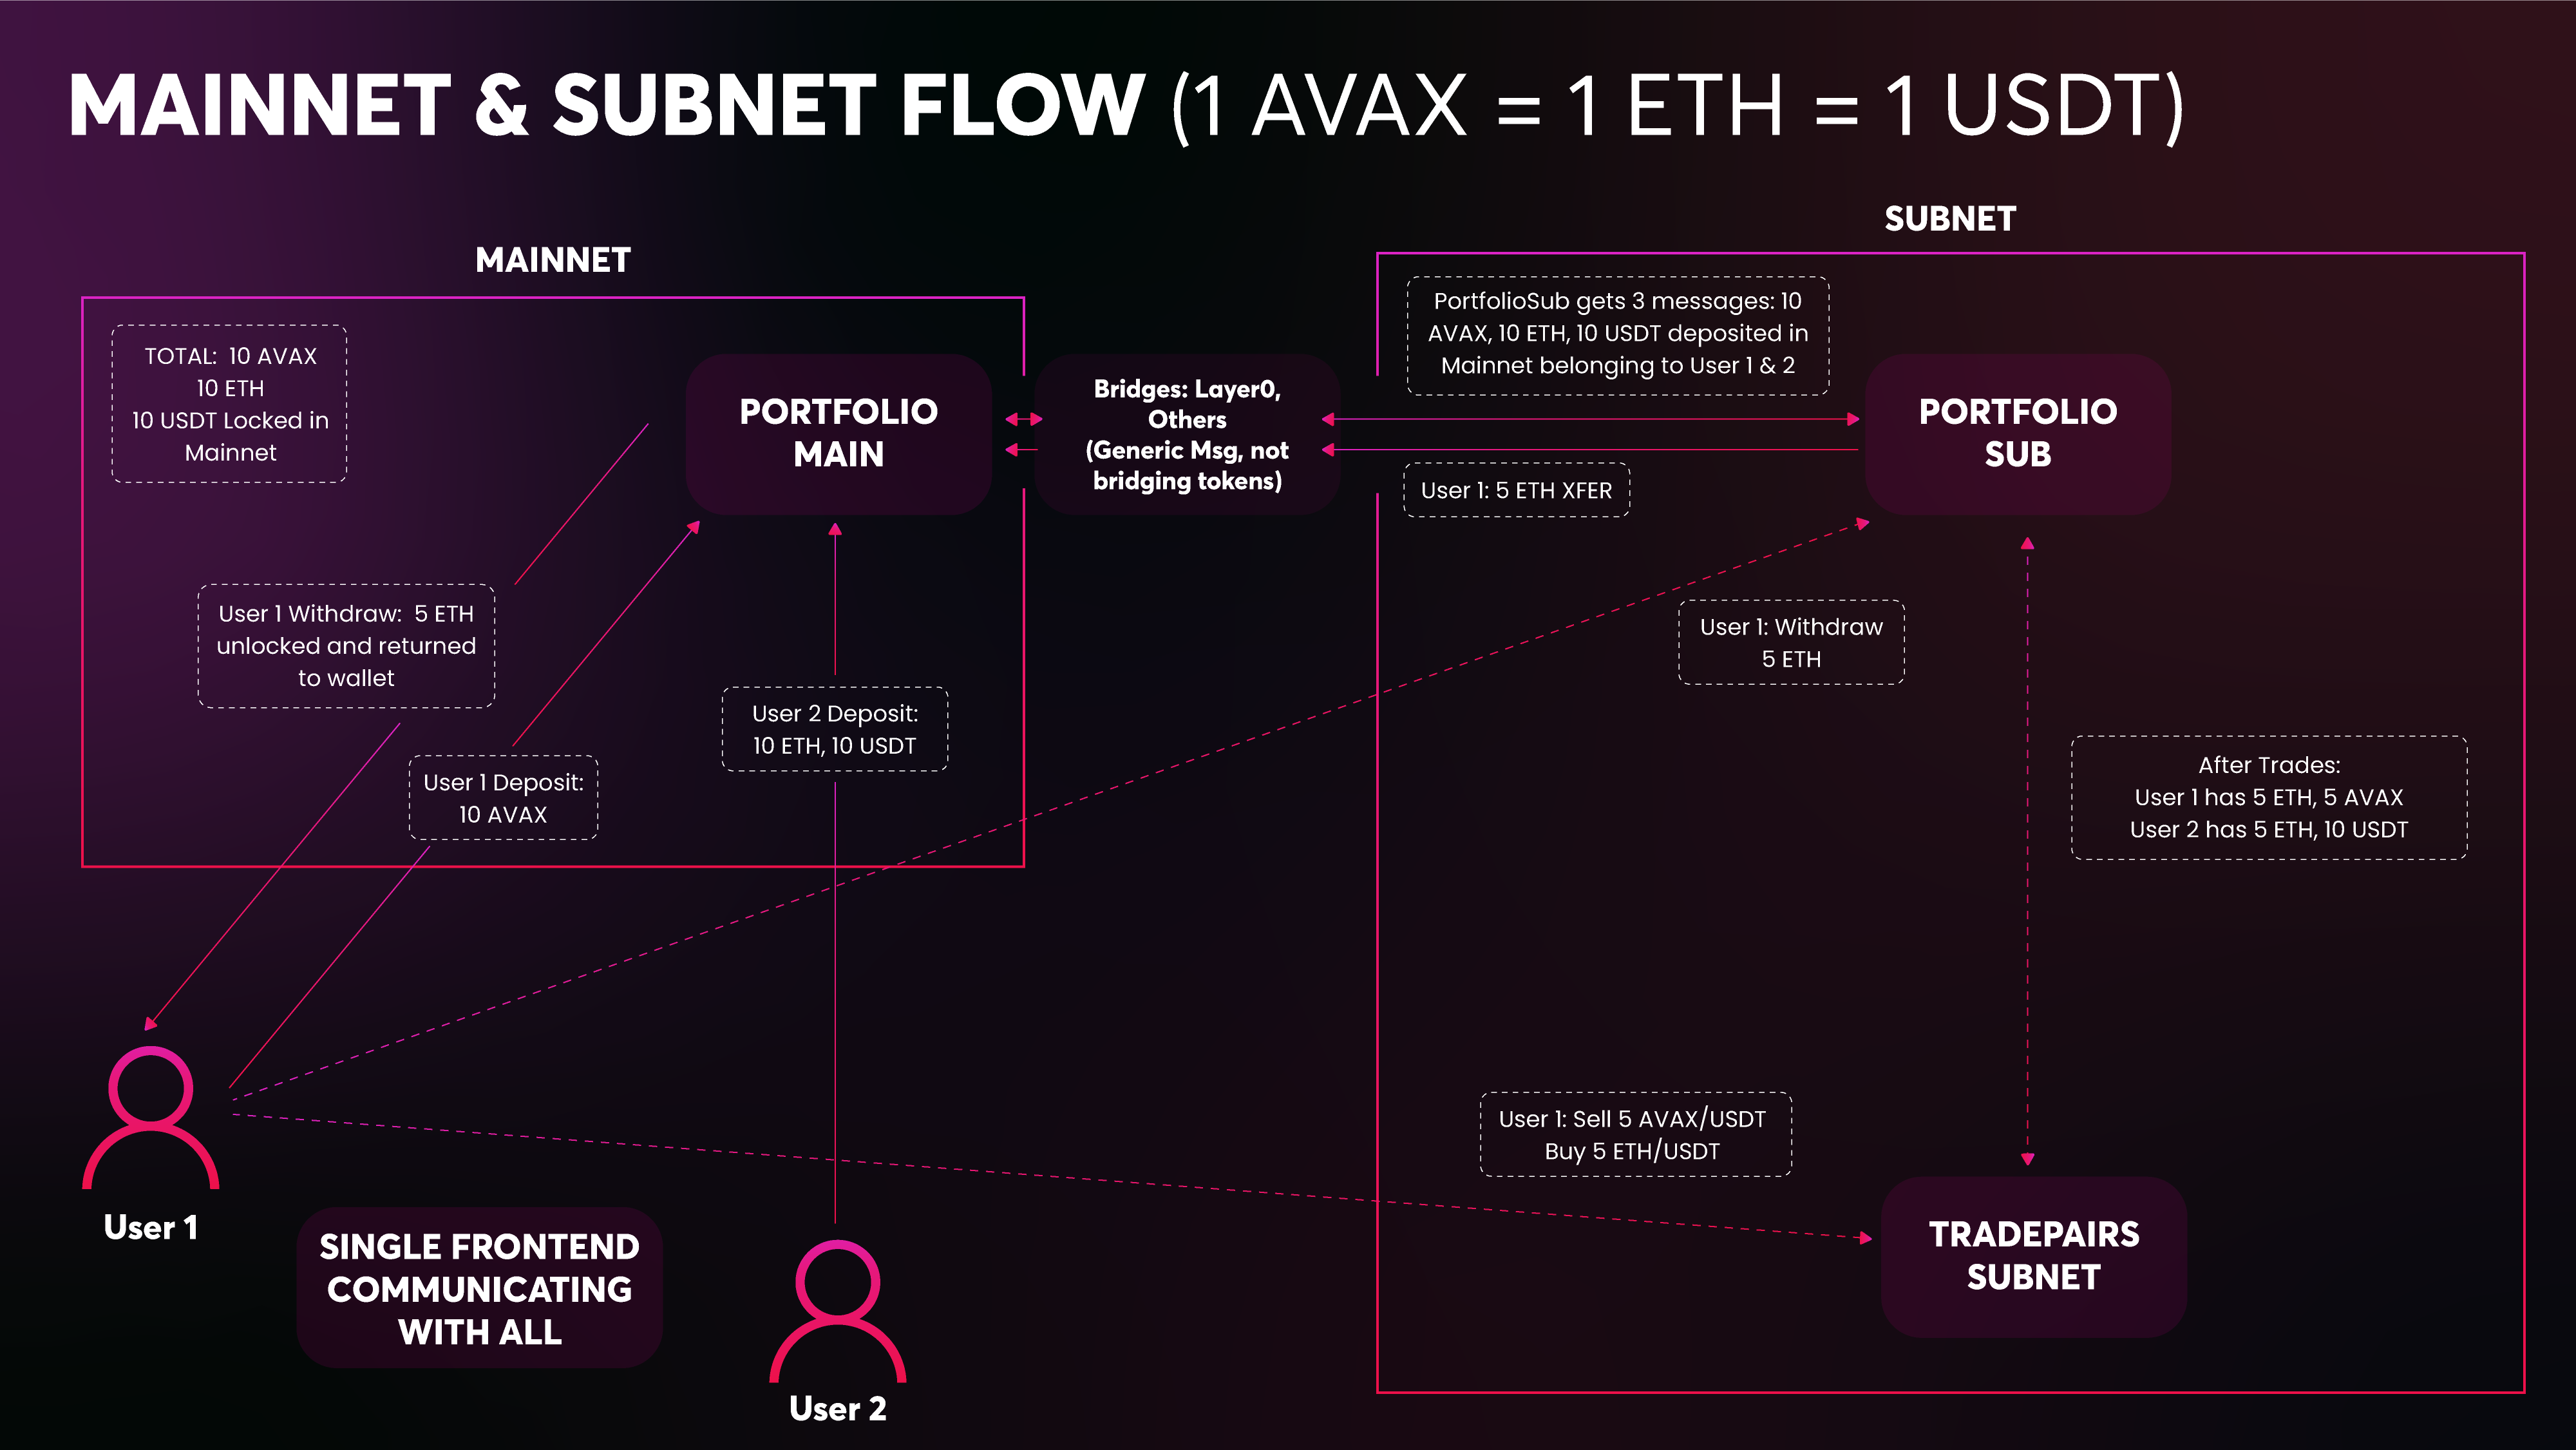 MAINNET & SUBNET FLOW (1 AVAX = 1 ETH = 1 USDT)
MAINNET
SUBNET
TOTAL: 10 AVAX
10 ETH
10 USDT Locked in
Mainnet
PORTFOLIO
MAIN
Bridges: Layer0,
Others
(Generic Msg, not
bridging tokens)
PortfolioSub gets 3 messages: 10
AVAX, 10 ETH, 10 USDT deposited in
Mainnet belonging to User 1 & 2
PORTFOLIO
SUB
User 1: 5 ETH XFER
User 1 Withdraw: 5 ETH
unlocked and returned
to wallet
User 1 Deposit:
10 AVAX
User 2 Deposit:
10 ETH, 10 USDT
User 1: Withdraw
5 ETH
After Trades:
User 1 has 5 ETH, 5 AVAX
User 2 has 5 ETH, 10 USDT
User 1: Sell 5 AVAX/USDT
Buy 5 ETH/USDT
User 1
SINGLE FRONTEND
COMMUNICATING
WITH ALL
User 2
TRADEPAIRS
SUBNET